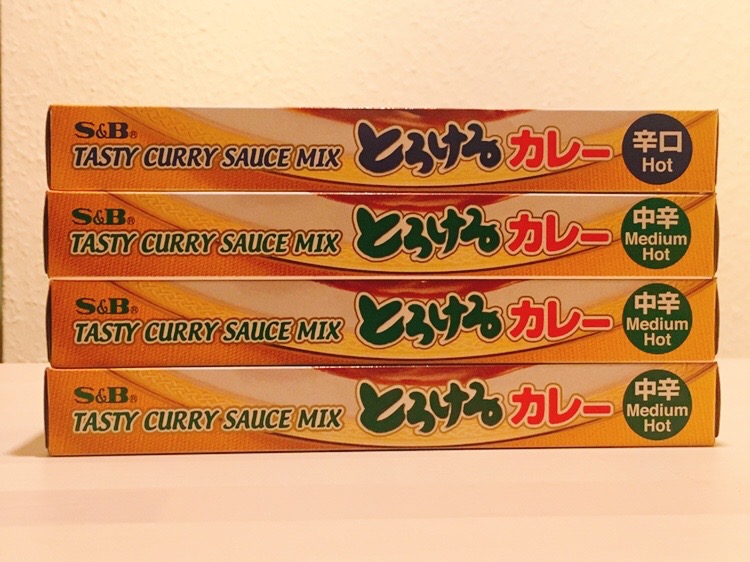 S&B®
TASTY CURRY SAUCE MIX とろける カレー 辛口
Hot
S&B®
TASTY CURRY SAUCE MIX とろける カレー 中辛
Medium
Hot
S&B®
TASTY CURRY SAUCE MIX とろける カレー 中辛
Medium
Hot
S&B®
TASTY CURRY SAUCE MIX とろける カレー 中辛
Medium
Hot